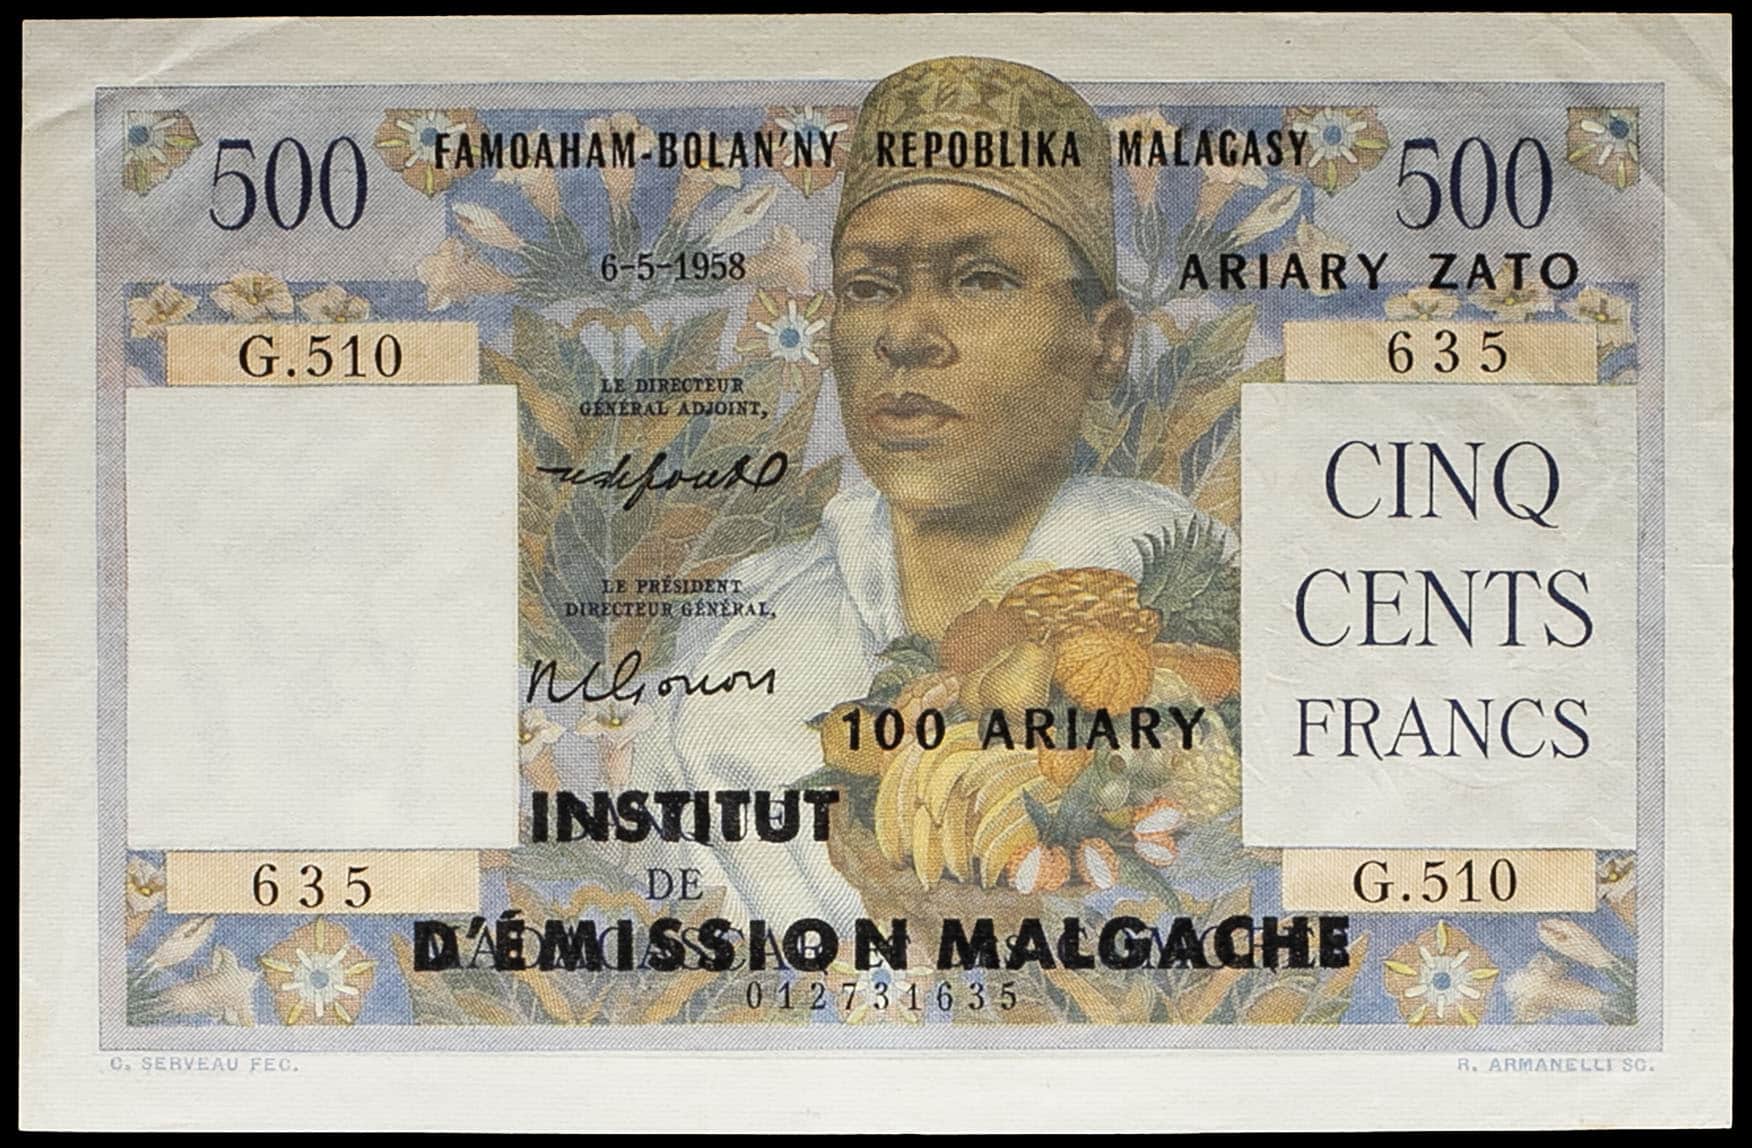 FAMOAHAM-BOLAN'NY REPOBLIKA MALAGASY
500
500
6-5-1958
ARIARY ZATO
G.510
635
LE DIRECTEUR
GÉNÉRAL ADJOINT,
CINQ
CENTS
FRANCS
LE PRÉSIDENT
DIRECTEUR GÉNÉRAL,
100 ARIARY
INSTITUT
DE
D'ÉMISSION MALGACHE
635
G.510
012731635
C. SERVEAU FEC.
R. ARMANELLI SC.